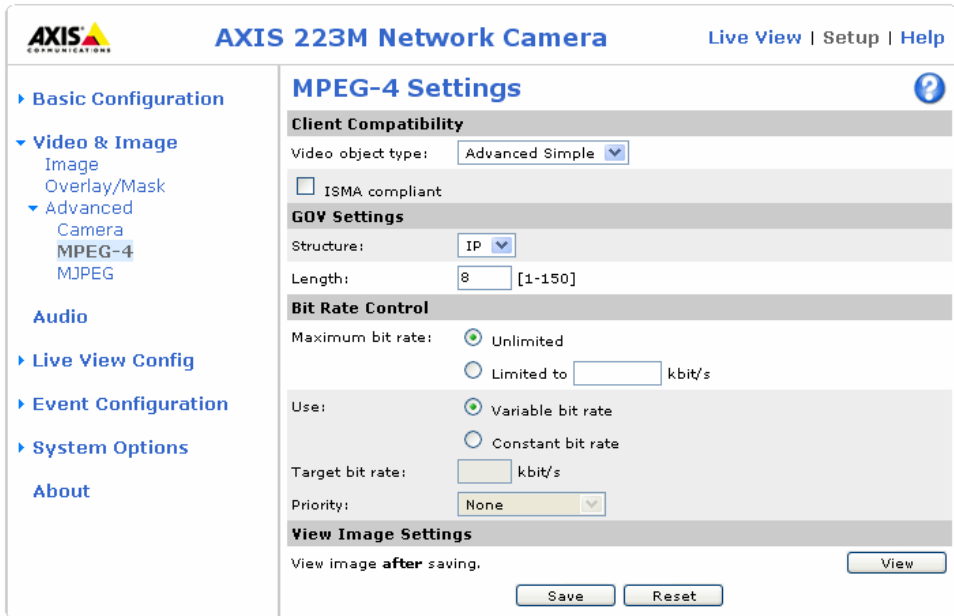 AXIS
COMMUNICATIONS
AXIS 223M Network Camera
Live View | Setup | Help
Basic Configuration
Video & Image
Image
Overlay/Mask
Advanced
Camera
MPEG-4
MJPEG
Audio
Live View Config
Event Configuration
System Options
About
MPEG-4 Settings
?
Client Compatibility
Video object type: Advanced Simple
ISMA compliant
GOV Settings
Structure: IP
Length: 8 [1-150]
Bit Rate Control
Maximum bit rate: Unlimited
Limited to kbit/s
Use: Variable bit rate
Constant bit rate
Target bit rate: kbit/s
Priority: None
View Image Settings
View image after saving. View
Save Reset